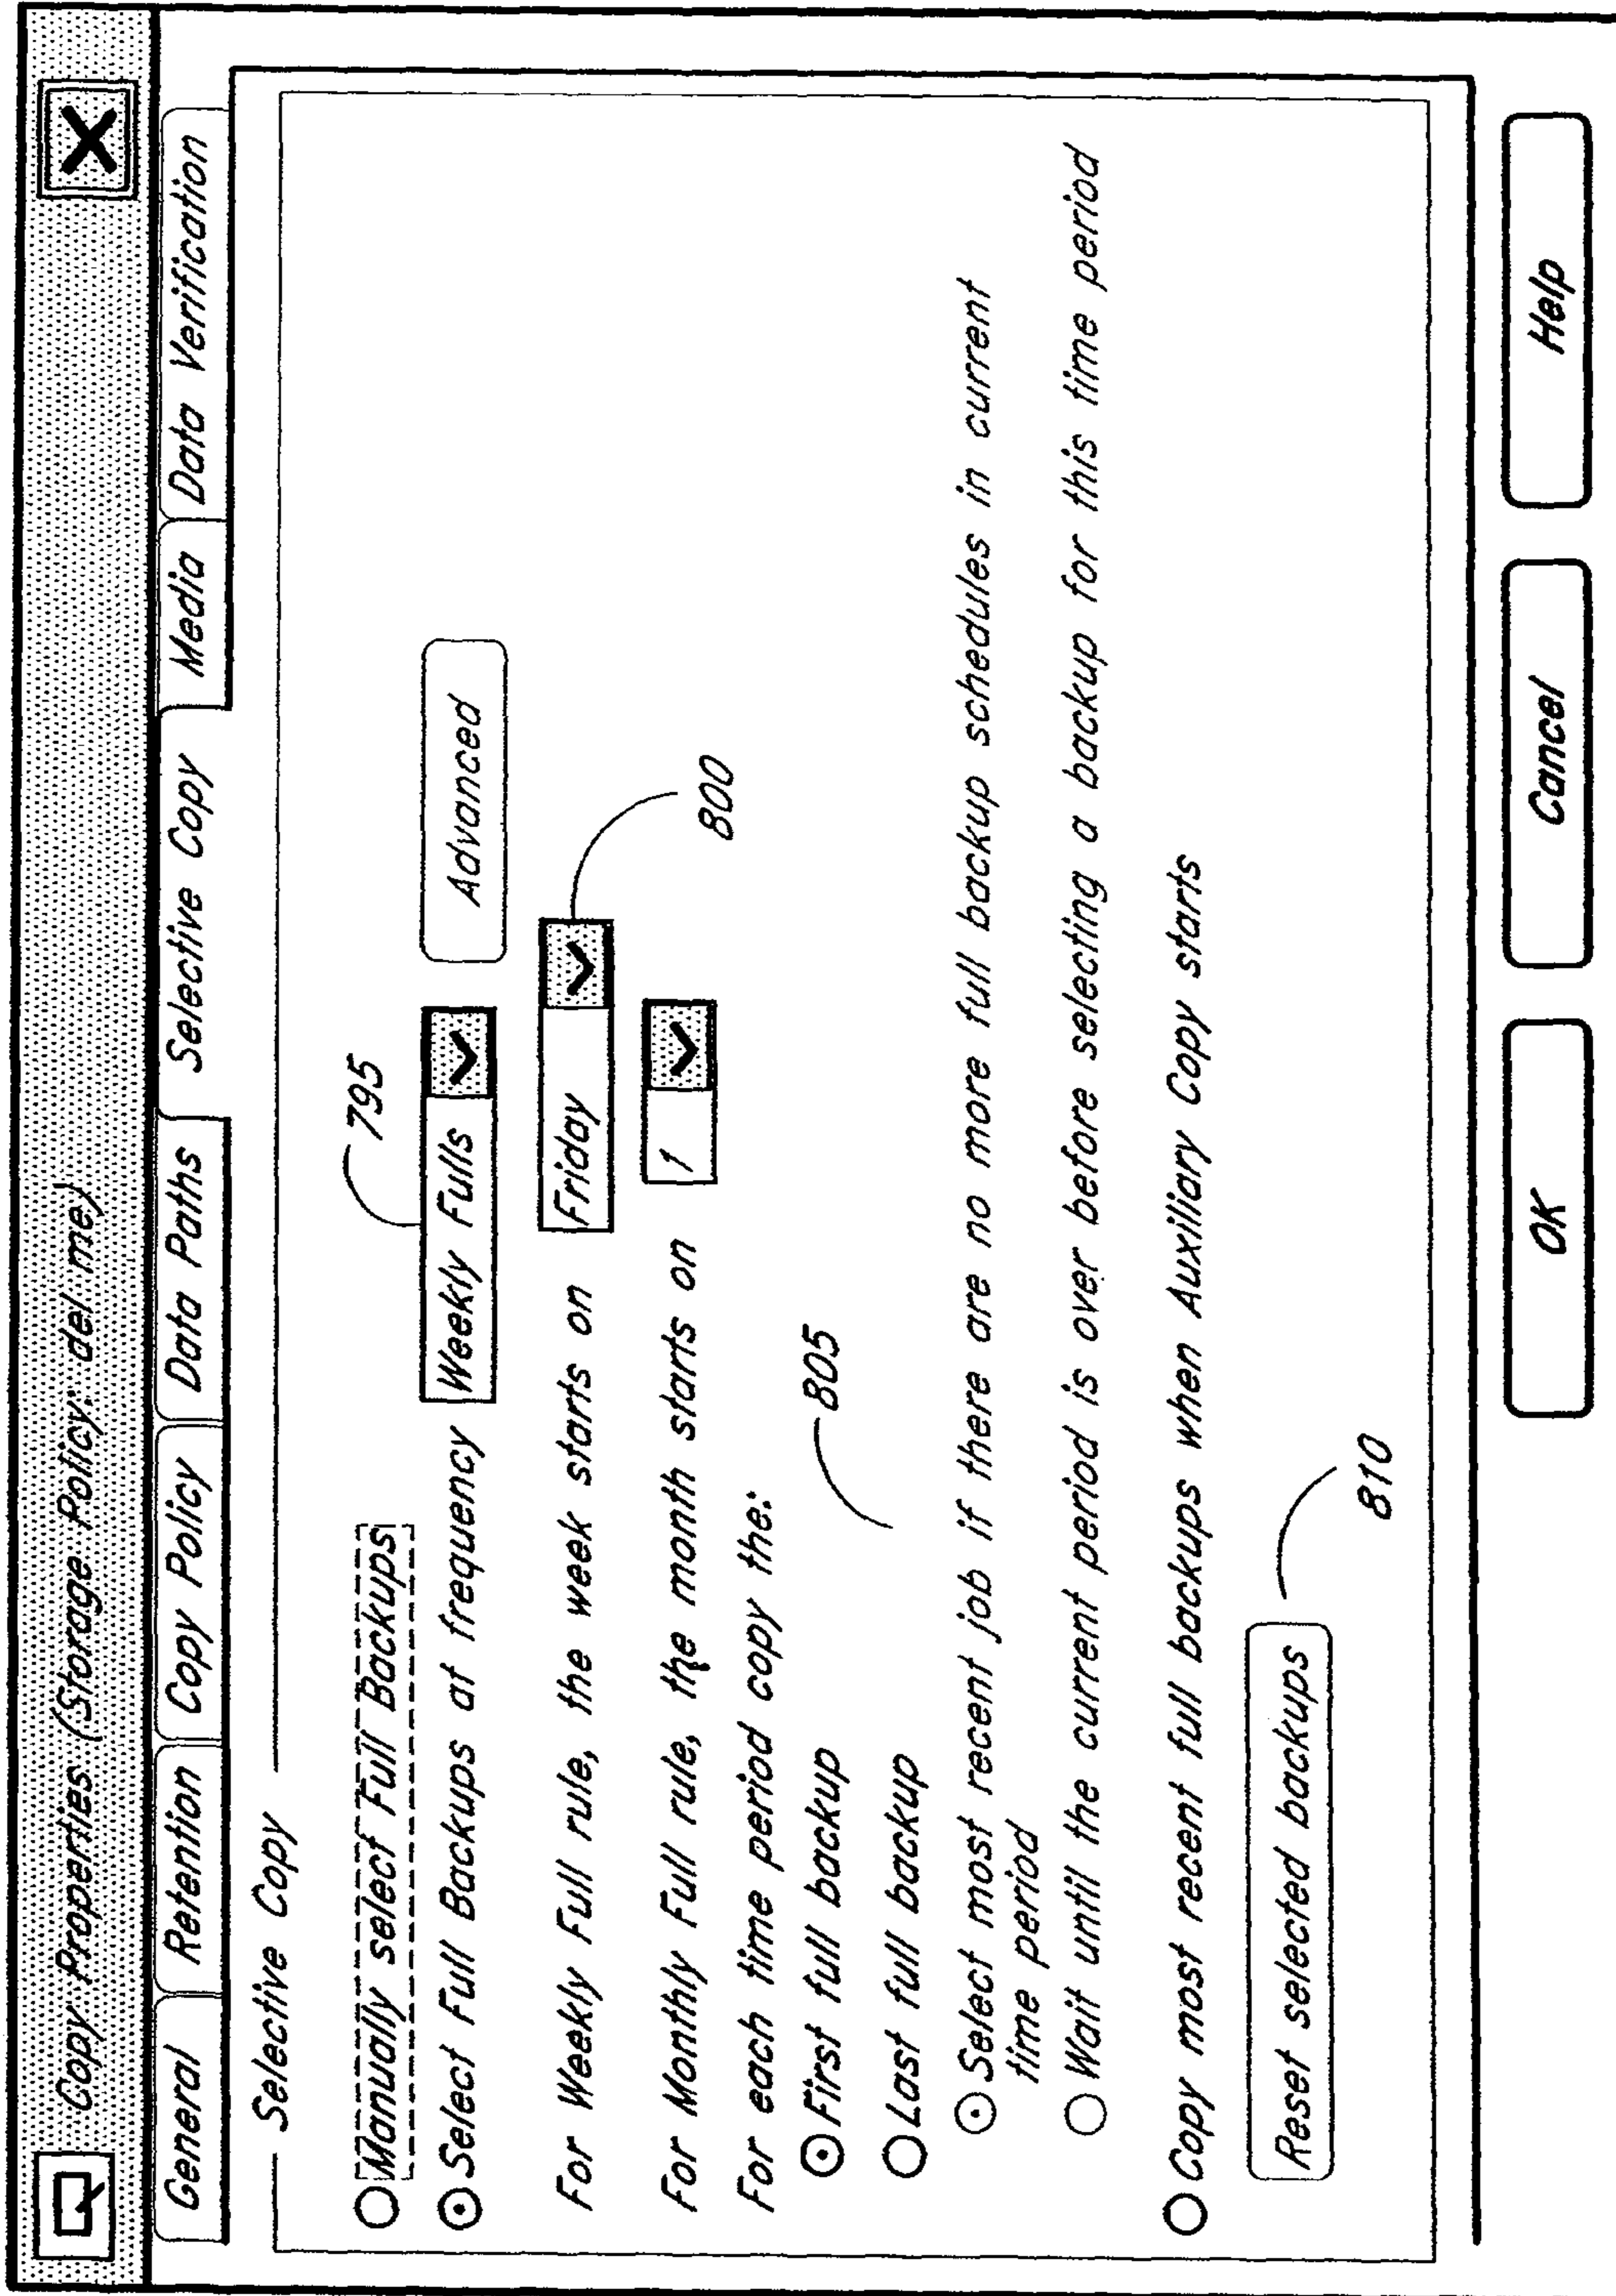 Copy Properties (Storage Policy: del me)
General Retention Copy Policy Data Paths Selective Copy Media Data Verification
Selective Copy
795
Manually select Full Backups
Select Full Backups at frequency Weekly Fulls Advanced
For Weekly Full rule, the week starts on Friday
800
For Monthly Full rule, the month starts on 1
For each time period copy the:
805
First full backup
Last full backup
Select most recent job if there are no more full backup schedules in current
time period
Wait until the current period is over before selecting a backup for this time period
Copy most recent full backups when Auxiliary Copy starts
Reset selected backups
810
OK Cancel Help